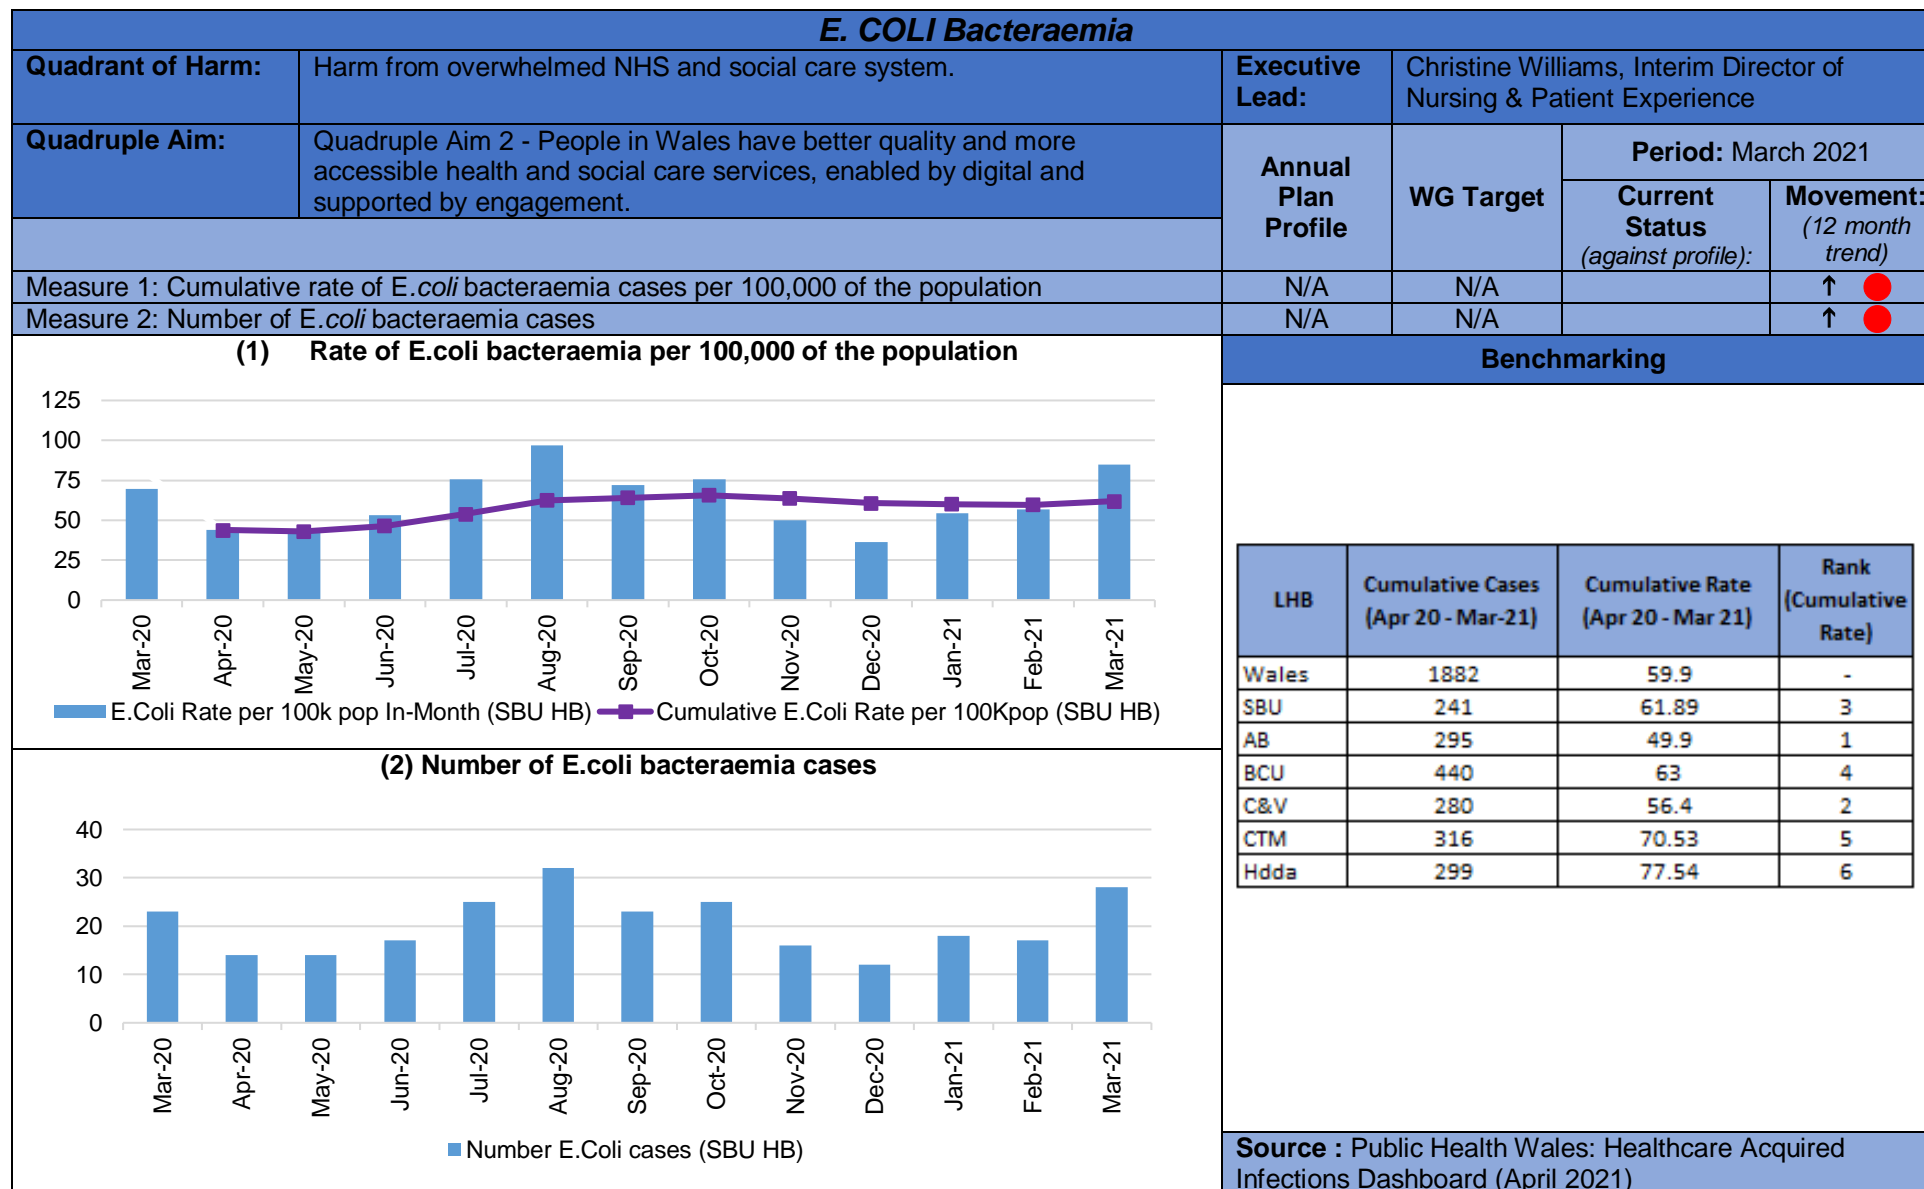 E. COLI Bacteraemia
Quadrant of Harm:
Harm from overwhelmed NHS and social care system.
Executive
Lead:
Christine Williams, Interim Director of
Nursing & Patient Experience
Quadruple Aim:
Quadruple Aim 2 - People in Wales have better quality and more
accessible health and social care services, enabled by digital and
supported by engagement.
Annual
Plan
Profile
WG Target
Period: March 2021
Current
Status
(against profile):
Movement:
(12 month
trend)
Measure 1: Cumulative rate of E.coli bacteraemia cases per 100,000 of the population
N/A
N/A
↑
Measure 2: Number of E.coli bacteraemia cases
N/A
N/A
↑
(1) Rate of E.coli bacteraemia per 100,000 of the population
125
100
75
50
25
0
Mar-20
Apr-20
May-20
Jun-20
Jul-20
Aug-20
Sep-20
Oct-20
Nov-20
Dec-20
Jan-21
Feb-21
Mar-21
E.Coli Rate per 100k pop In-Month (SBU HB)
Cumulative E.Coli Rate per 100Kpop (SBU HB)
(2) Number of E.coli bacteraemia cases
40
30
20
10
0
Mar-20
Apr-20
May-20
Jun-20
Jul-20
Aug-20
Sep-20
Oct-20
Nov-20
Dec-20
Jan-21
Feb-21
Mar-21
Number E.Coli cases (SBU HB)
Benchmarking
LHB
Cumulative Cases
(Apr 20 - Mar-21)
Cumulative Rate
(Apr 20 - Mar 21)
Rank
(Cumulative
Rate)
Wales 1882 59.9 -
SBU 241 61.89 3
AB 295 49.9 1
BCU 440 63 4
C&V 280 56.4 2
CTM 316 70.53 5
Hdda 299 77.54 6
Source : Public Health Wales: Healthcare Acquired
Infections Dashboard (April 2021)